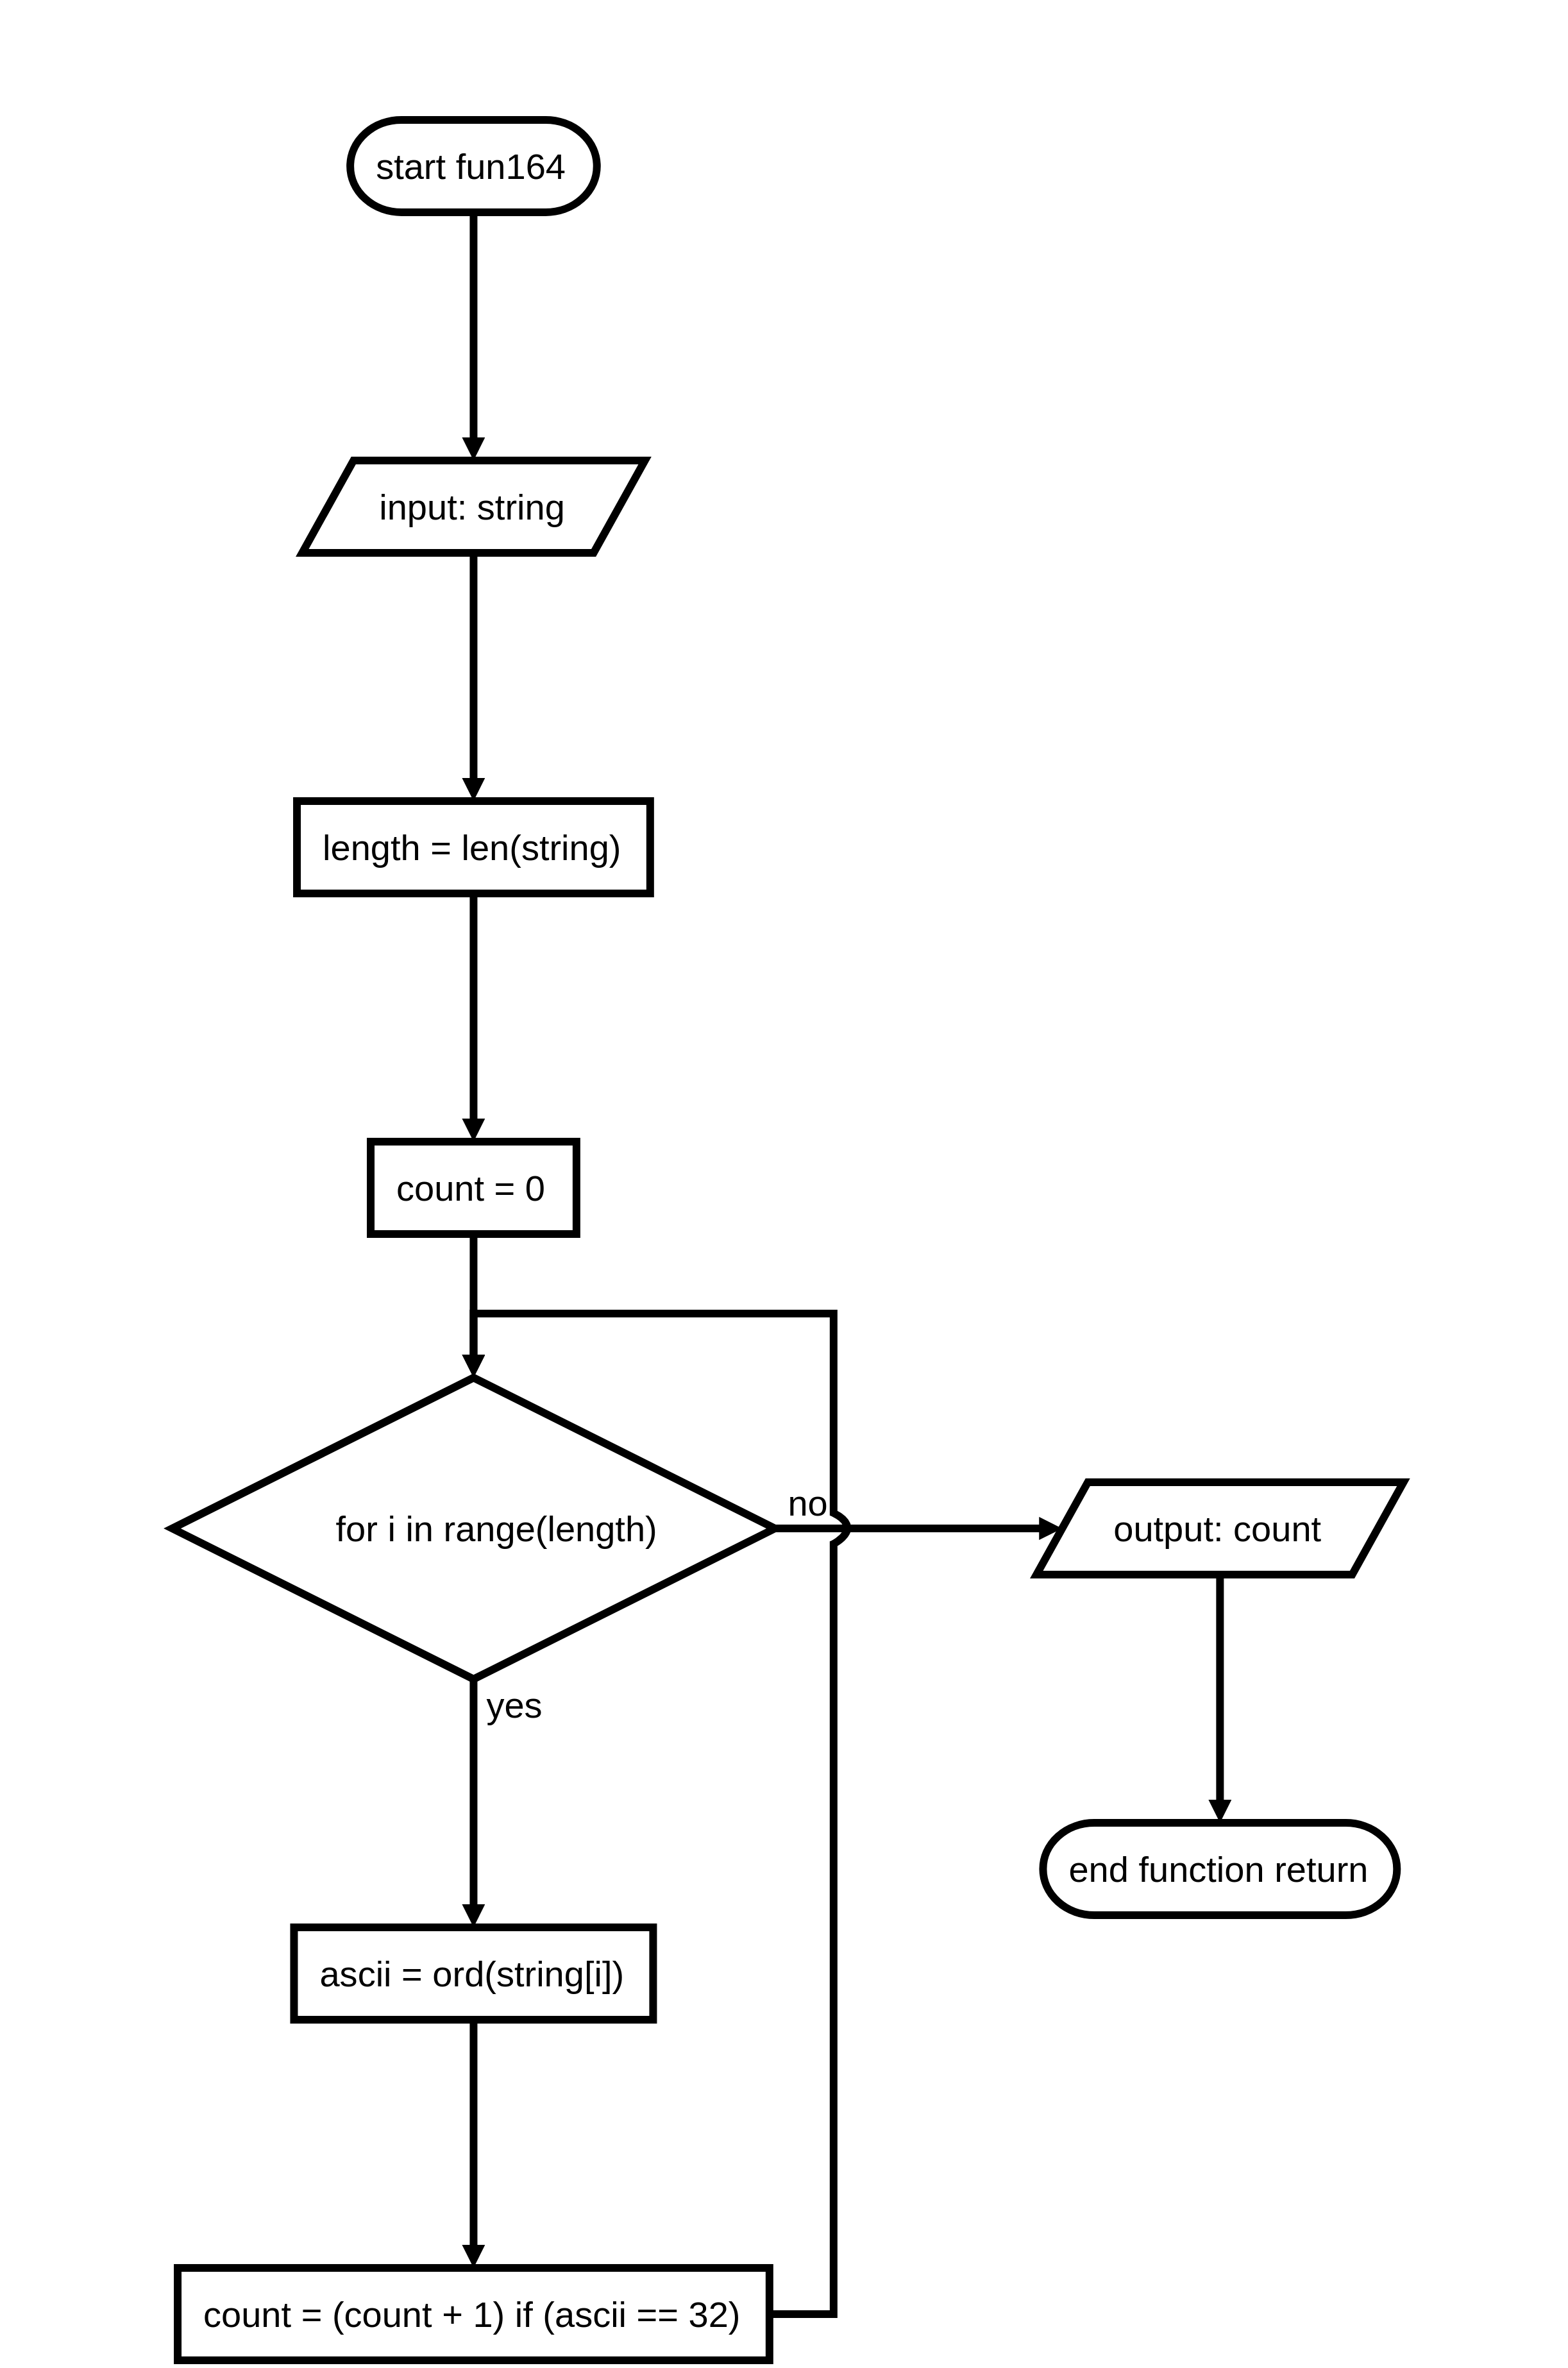 start fun164
input: string
length = len(string)
count = 0
for i in range(length)
no
output: count
yes
end function return
ascii = ord(string[i])
count = (count + 1) if (ascii == 32)